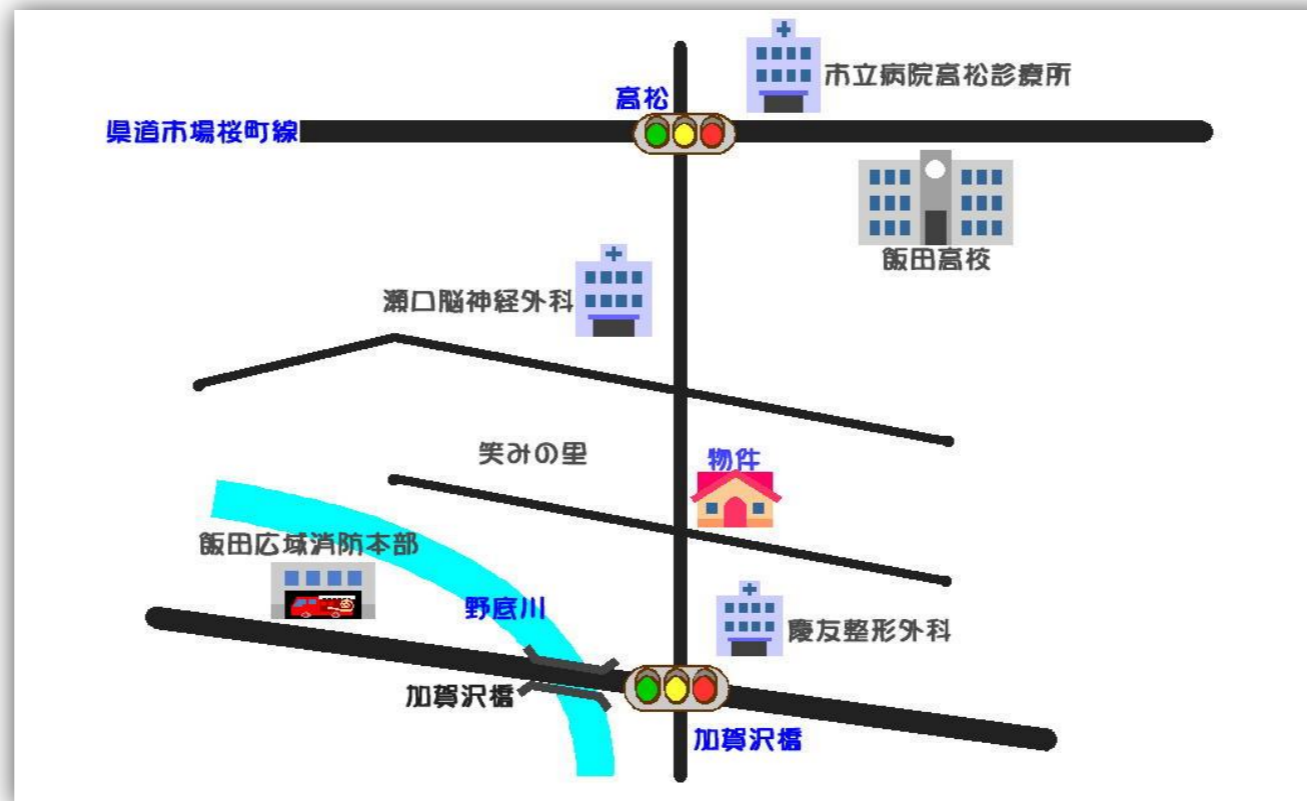 市立病院高松診療所
高松
県道市場桜町線
飯田高校
瀬口脳神経外科
笑みの里
物件
飯田広域消防本部
野底川
慶友整形外科
加賀沢橋
加賀沢橋